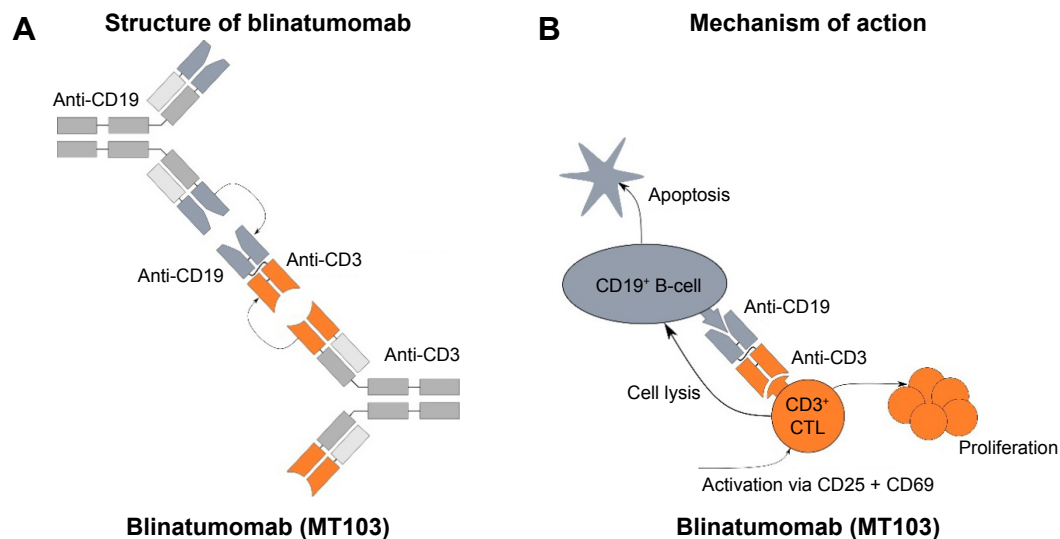 A
Structure of blinatumomab
Anti-CD19
Anti-CD19
Anti-CD3
Anti-CD3
Blinatumomab (MT103)
B
Mechanism of action
Apoptosis
CD19⁺ B-cell
Anti-CD19
Anti-CD3
Cell lysis
CD3⁺
CTL
Proliferation
Activation via CD25 + CD69
Blinatumomab (MT103)